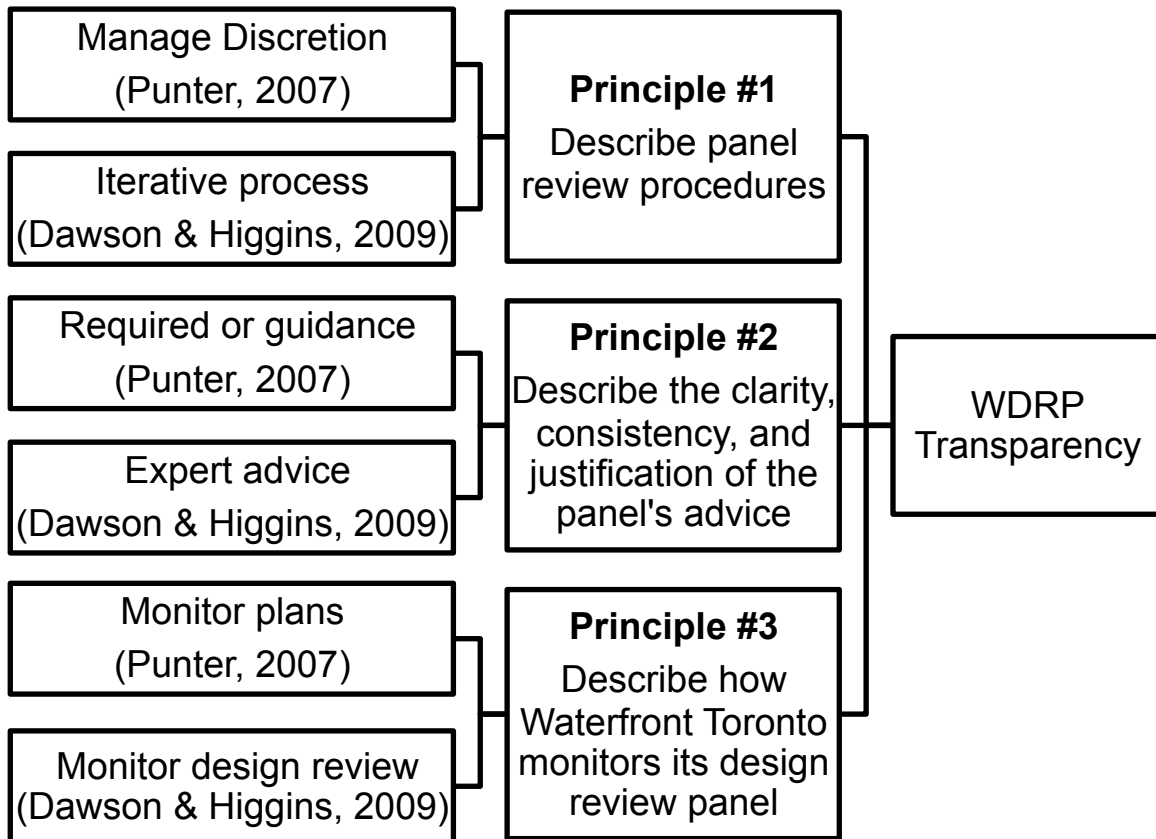 Manage Discretion
(Punter, 2007)
Iterative process
(Dawson & Higgins, 2009)
Principle #1
Describe panel
review procedures
Required or guidance
(Punter, 2007)
Expert advice
(Dawson & Higgins, 2009)
Principle #2
Describe the clarity,
consistency, and
justification of the
panel's advice
Monitor plans
(Punter, 2007)
Monitor design review
(Dawson & Higgins, 2009)
Principle #3
Describe how
Waterfront Toronto
monitors its design
review panel
WDRP
Transparency